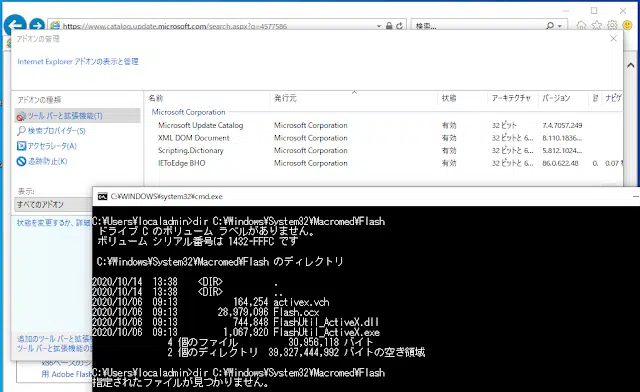 https://www.catalog.update.microsoft.com/search.aspx?q=4577586
検索...
アドオンの管理
Internet Explorer アドオンの表示と管理
アドオンの種類
ツール バーと拡張機能(T)
検索プロバイダー(S)
アクセラレータ(A)
追跡防止(K)
表示:
すべてのアドオン
状態を変更するか、詳細
追加のツール バーと拡張機能
ツール バーと拡張機能の
名前 発行元 状態 アーキテクチャ バージョン ナビゲ
Microsoft Corporation
Microsoft Update Catalog Microsoft Corporation 有効 32 ビット 7.4.7057.249
XML DOM Document Microsoft Corporation 有効 32 ビットと 6... 8.110.1836...
Scripting.Dictionary Microsoft Corporation 有効 32 ビットと 6... 5.812.1024...
IEToEdge BHO Microsoft Corporation 有効 32 ビットと 6... 86.0.622.48 0. 0.
C:¥WINDOWS¥system32¥cmd.exe
C:¥Users¥localadmin>dir C:¥Windows¥System32¥Macromed¥Flash
ドライブ C のボリューム ラベルがありません。
ボリューム シリアル番号は 1432-FFFC です
C:¥Windows¥System32¥Macromed¥Flash のディレクトリ
2020/10/14 13:38 <DIR> .
2020/10/14 13:38 <DIR> ..
2020/10/06 09:13 164,254 activex.vch
2020/10/06 09:13 28,979,096 Flash.ocx
2020/10/06 09:13 744,848 FlashUtil_ActiveX.dll
2020/10/06 09:13 1,067,920 FlashUtil_ActiveX.exe
4 個のファイル 30,956,118 バイト
2 個のディレクトリ 39,327,444,992 バイトの空き領域
C:¥Users¥localadmin>dir C:¥Windows¥System32¥Macromed¥Flash
指定されたファイルが見つかりません。
x86ベースのシ
用 Adobe Flash